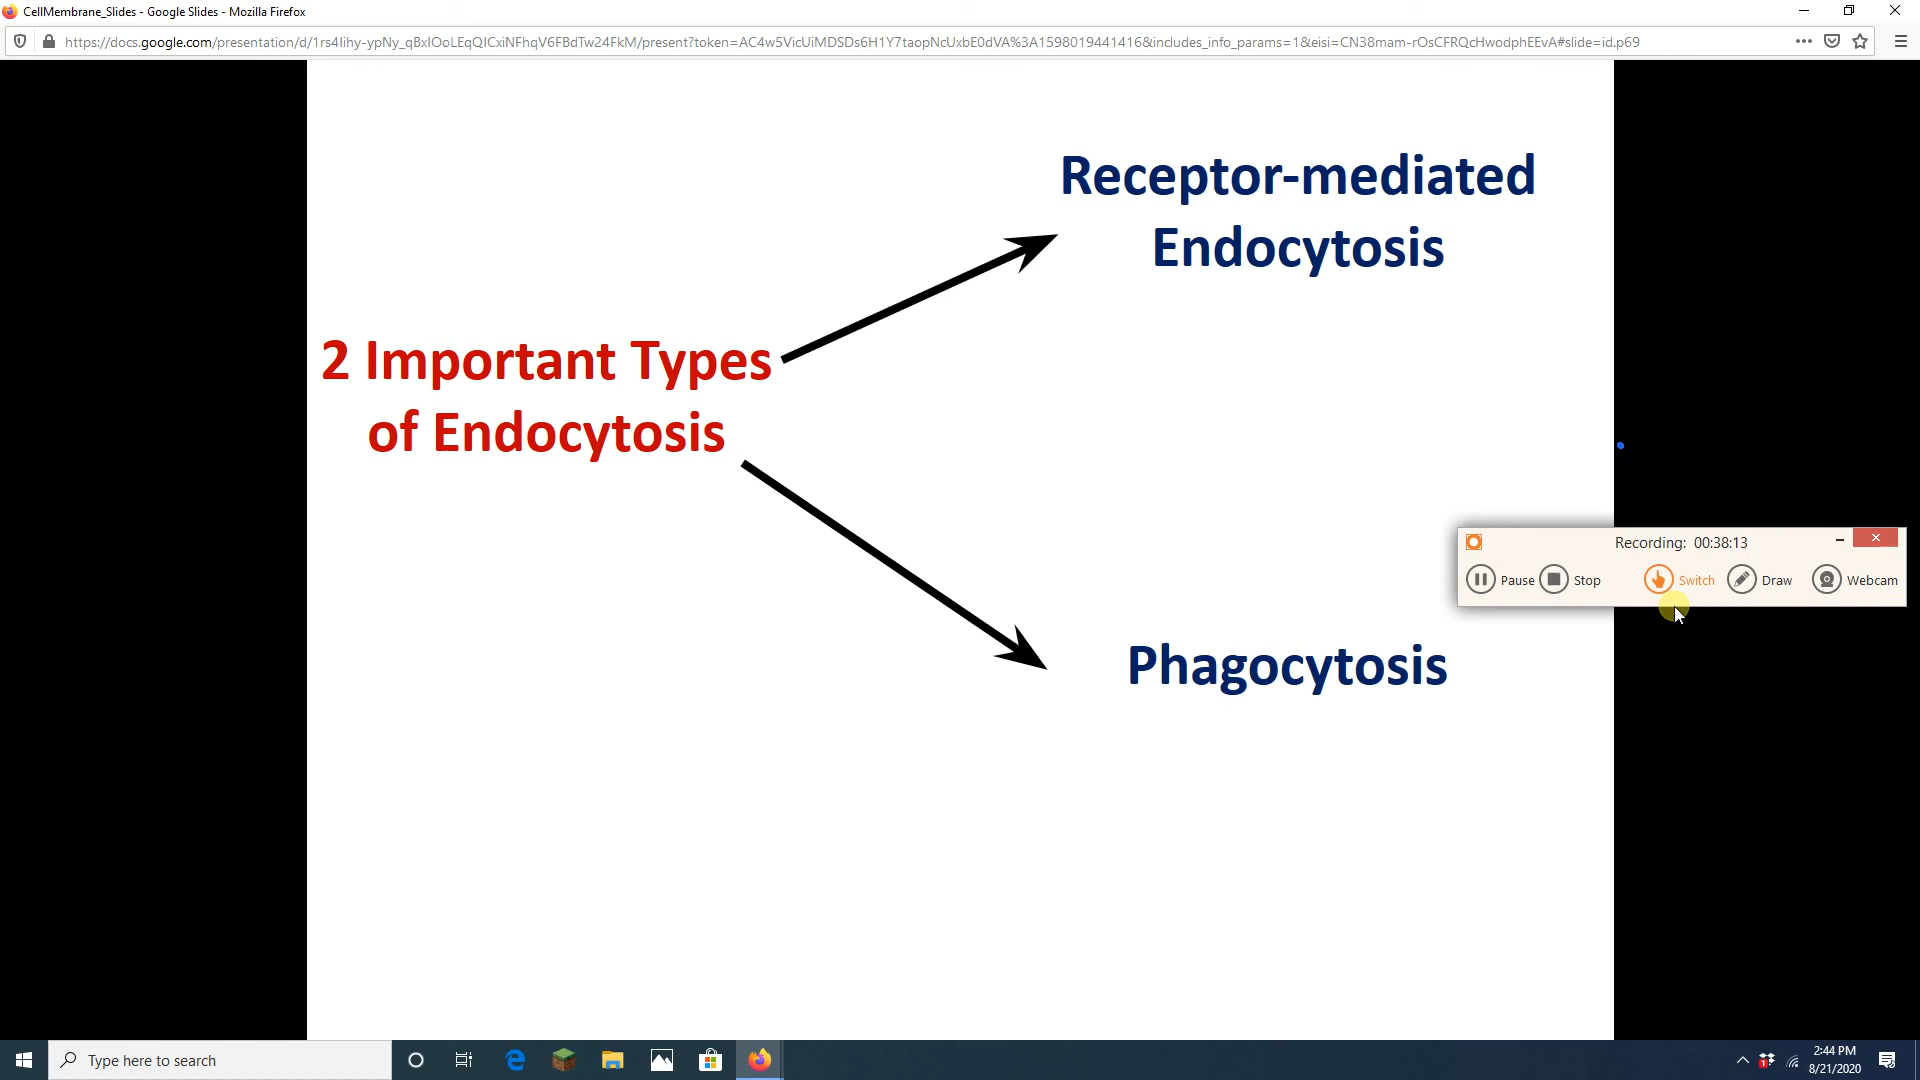 CellMembrane_Slides - Google Slides - Mozilla Firefox
https://docs.google.com/presentation/d/1rs4Iihy-ypNy_qBxIOoLEqQICxiNFhqV6FBdTw24FkM/present?token=AC4w5VicUiMDSDs6H1Y7taopNcUxbE0dVA%3A1598019441416&includes_info_params=1&eisi=CN38mam-rOsCFRQcHwodphEEvA#slide=id.p69
Receptor-mediated
Endocytosis
2 Important Types
of Endocytosis
Recording: 00:38:13
Pause Stop Switch Draw Webcam
Phagocytosis
Type here to search
2:44 PM
8/21/2020